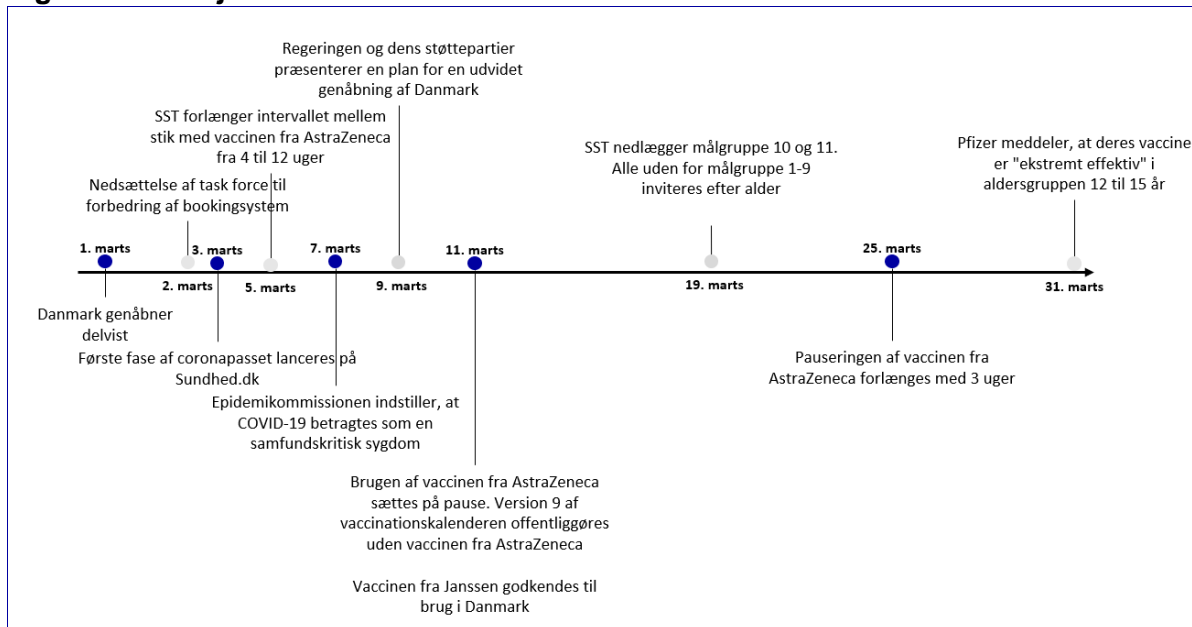 Regeringen og dens støttepartier
præsenterer en plan for en udvidet
genåbning af Danmark
SST forlænger intervallet mellem
stik med vaccinen fra AstraZeneca
fra 4 til 12 uger
Nedsættelse af task force til
forbedring af bookingsystem
SST nedlægger målgruppe 10 og 11.
Alle uden for målgruppe 1-9
inviteres efter alder
Pfizer meddeler, at deres vaccine
er "ekstremt effektiv" i
aldersgruppen 12 til 15 år
1. marts
3. marts
7. marts
11. marts
25. marts
2. marts
5. marts
9. marts
19. marts
31. marts
Danmark genåbner
delvist
Første fase af coronapasset lanceres på
Sundhed.dk
Epidemikommissionen indstiller, at
COVID-19 betragtes som en
samfundskritisk sygdom
Brugen af vaccinen fra AstraZeneca
sættes på pause. Version 9 af
vaccinationskalenderen offentliggøres
uden vaccinen fra AstraZeneca
Vaccinen fra Janssen godkendes til
brug i Danmark
Pauseringen af vaccinen fra
AstraZeneca forlænges med 3 uger